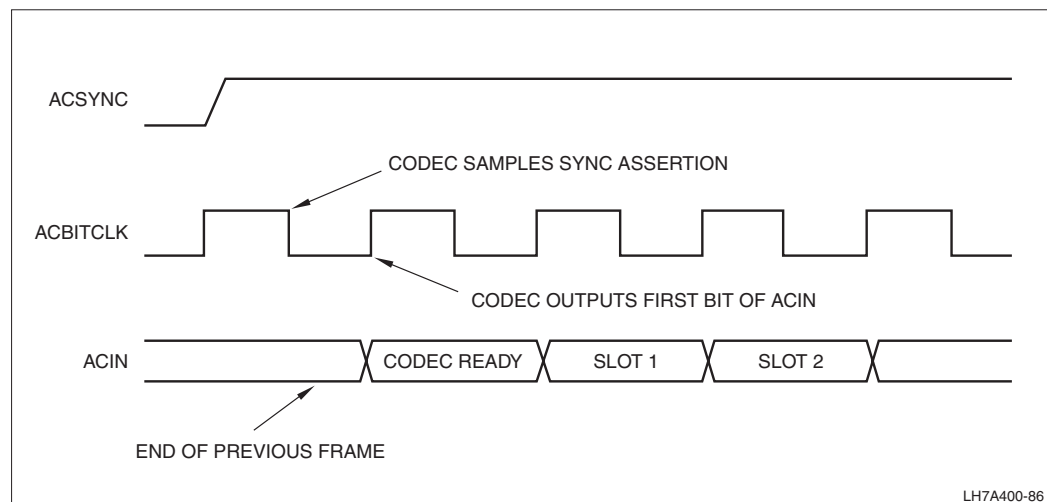 ACSYNC
CODEC SAMPLES SYNC ASSERTION
ACBITCLK
CODEC OUTPUTS FIRST BIT OF ACIN
ACIN
CODEC READY
SLOT 1
SLOT 2
END OF PREVIOUS FRAME
LH7A400-86